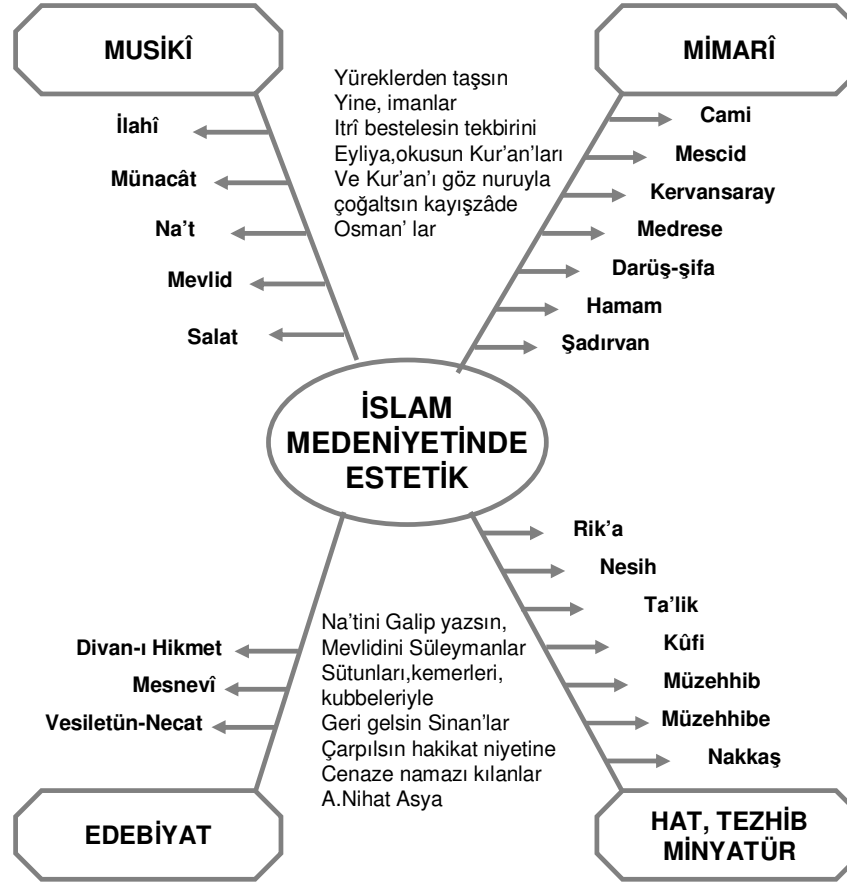 MUSİKÎ
İlahî
Münacât
Na’t
Mevlid
Salat
Yüreklerden taşsın
Yine, imanlar
Itrî bestelesin tekbirini
Eyliya,okusun Kur’an’ları
Ve Kur’an’ı göz nuruyla
çoğaltsın kayışzâde
Osman’ lar
MİMARÎ
Cami
Mescid
Kervansaray
Medrese
Darüş-şifa
Hamam
Şadırvan
İSLAM
MEDENİYETİNDE
ESTETİK
Divan-ı Hikmet
Mesnevî
Vesiletün-Necat
EDEBİYAT
Na’tini Galip yazsın,
Mevlidini Süleymanlar
Sütunları,kemerleri,
kubbeleriyle
Geri gelsin Sinan’lar
Çarpılsın hakikat niyetine
Cenaze namazı kılanlar
A.Nihat Asya
Rik’a
Nesih
Ta’lik
Kûfi
Müzehhib
Müzehhibe
Nakkaş
HAT, TEZHİB
MİNYATÜR